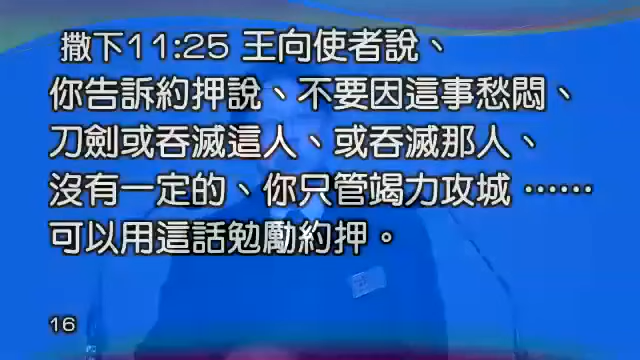 撒下11:25 王向使者說、
你告訴約押說、不要因這事愁悶、
刀劍或吞滅這人、或吞滅那人、
沒有一定的、你只管竭力攻城 ……
可以用這話勉勵約押。
16